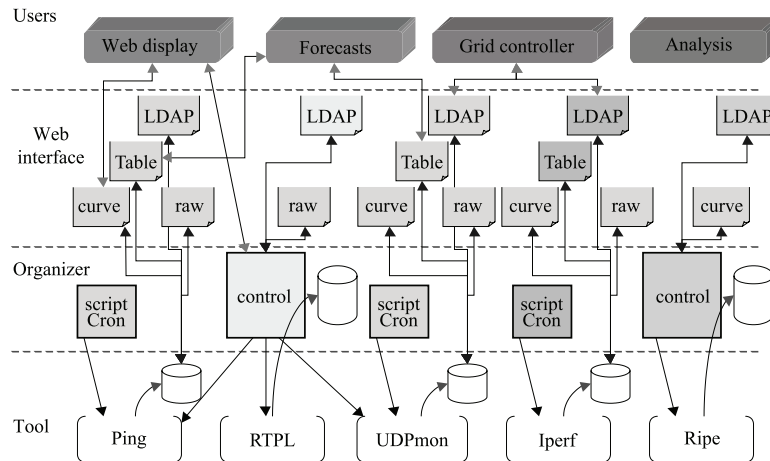 Users
Web display
Forecasts
Grid controller
Analysis
Web
interface
LDAP
LDAP
LDAP
LDAP
LDAP
Table
Table
Table
curve
raw
raw
curve
raw
curve
raw
curve
Organizer
script
Cron
control
script
Cron
script
Cron
control
Tool
Ping
RTPL
UDPmon
Iperf
Ripe